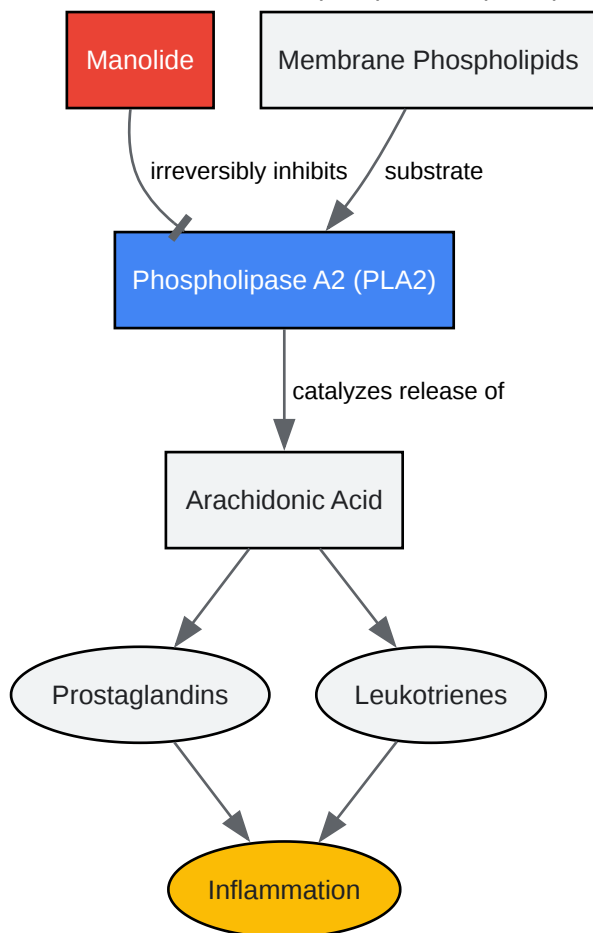 Manolide
Membrane Phospholipids
irreversibly inhibits
substrate
Phospholipase A2 (PLA2)
catalyzes release of
Arachidonic Acid
Prostaglandins
Leukotrienes
Inflammation